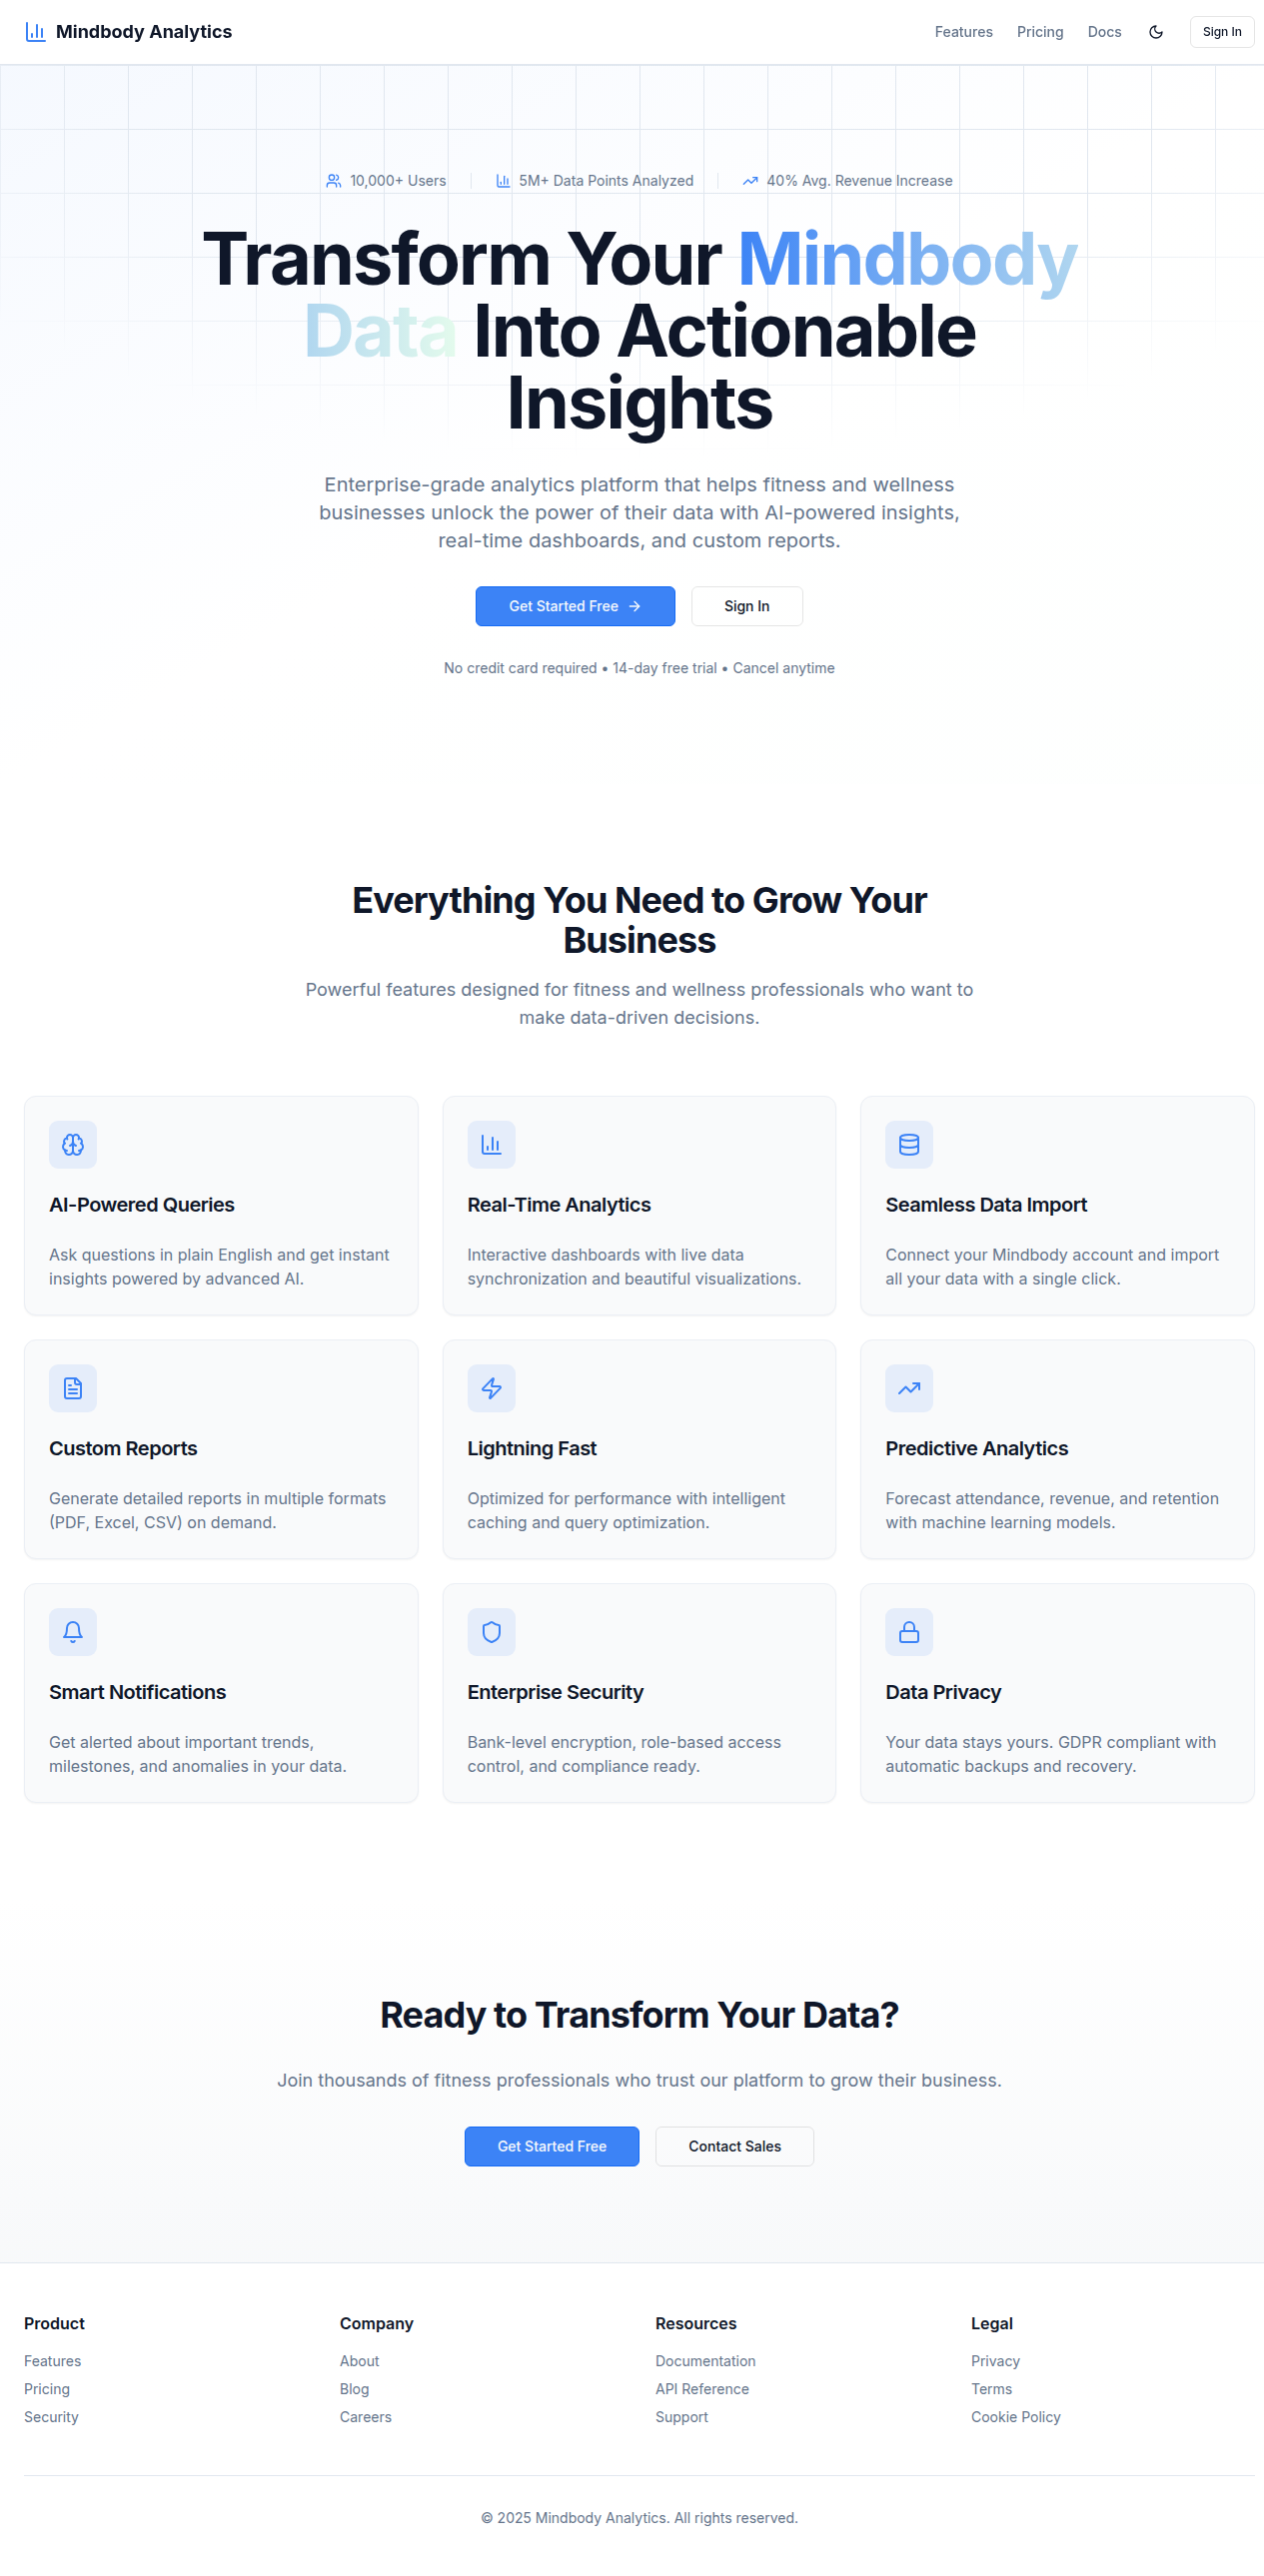 Mindbody Analytics
Features
Pricing
Docs
Sign In
10,000+ Users
5M+ Data Points Analyzed
40% Avg. Revenue Increase
Transform Your Mindbody
Data Into Actionable
Insights
Enterprise-grade analytics platform that helps fitness and wellness
businesses unlock the power of their data with AI-powered insights,
real-time dashboards, and custom reports.
Get Started Free →
Sign In
No credit card required • 14-day free trial • Cancel anytime
Everything You Need to Grow Your
Business
Powerful features designed for fitness and wellness professionals who want to
make data-driven decisions.
AI-Powered Queries
Ask questions in plain English and get instant
insights powered by advanced AI.
Real-Time Analytics
Interactive dashboards with live data
synchronization and beautiful visualizations.
Seamless Data Import
Connect your Mindbody account and import
all your data with a single click.
Custom Reports
Generate detailed reports in multiple formats
(PDF, Excel, CSV) on demand.
Lightning Fast
Optimized for performance with intelligent
caching and query optimization.
Predictive Analytics
Forecast attendance, revenue, and retention
with machine learning models.
Smart Notifications
Get alerted about important trends,
milestones, and anomalies in your data.
Enterprise Security
Bank-level encryption, role-based access
control, and compliance ready.
Data Privacy
Your data stays yours. GDPR compliant with
automatic backups and recovery.
Ready to Transform Your Data?
Join thousands of fitness professionals who trust our platform to grow their business.
Get Started Free
Contact Sales
Product
Features
Pricing
Security
Company
About
Blog
Careers
Resources
Documentation
API Reference
Support
Legal
Privacy
Terms
Cookie Policy
© 2025 Mindbody Analytics. All rights reserved.